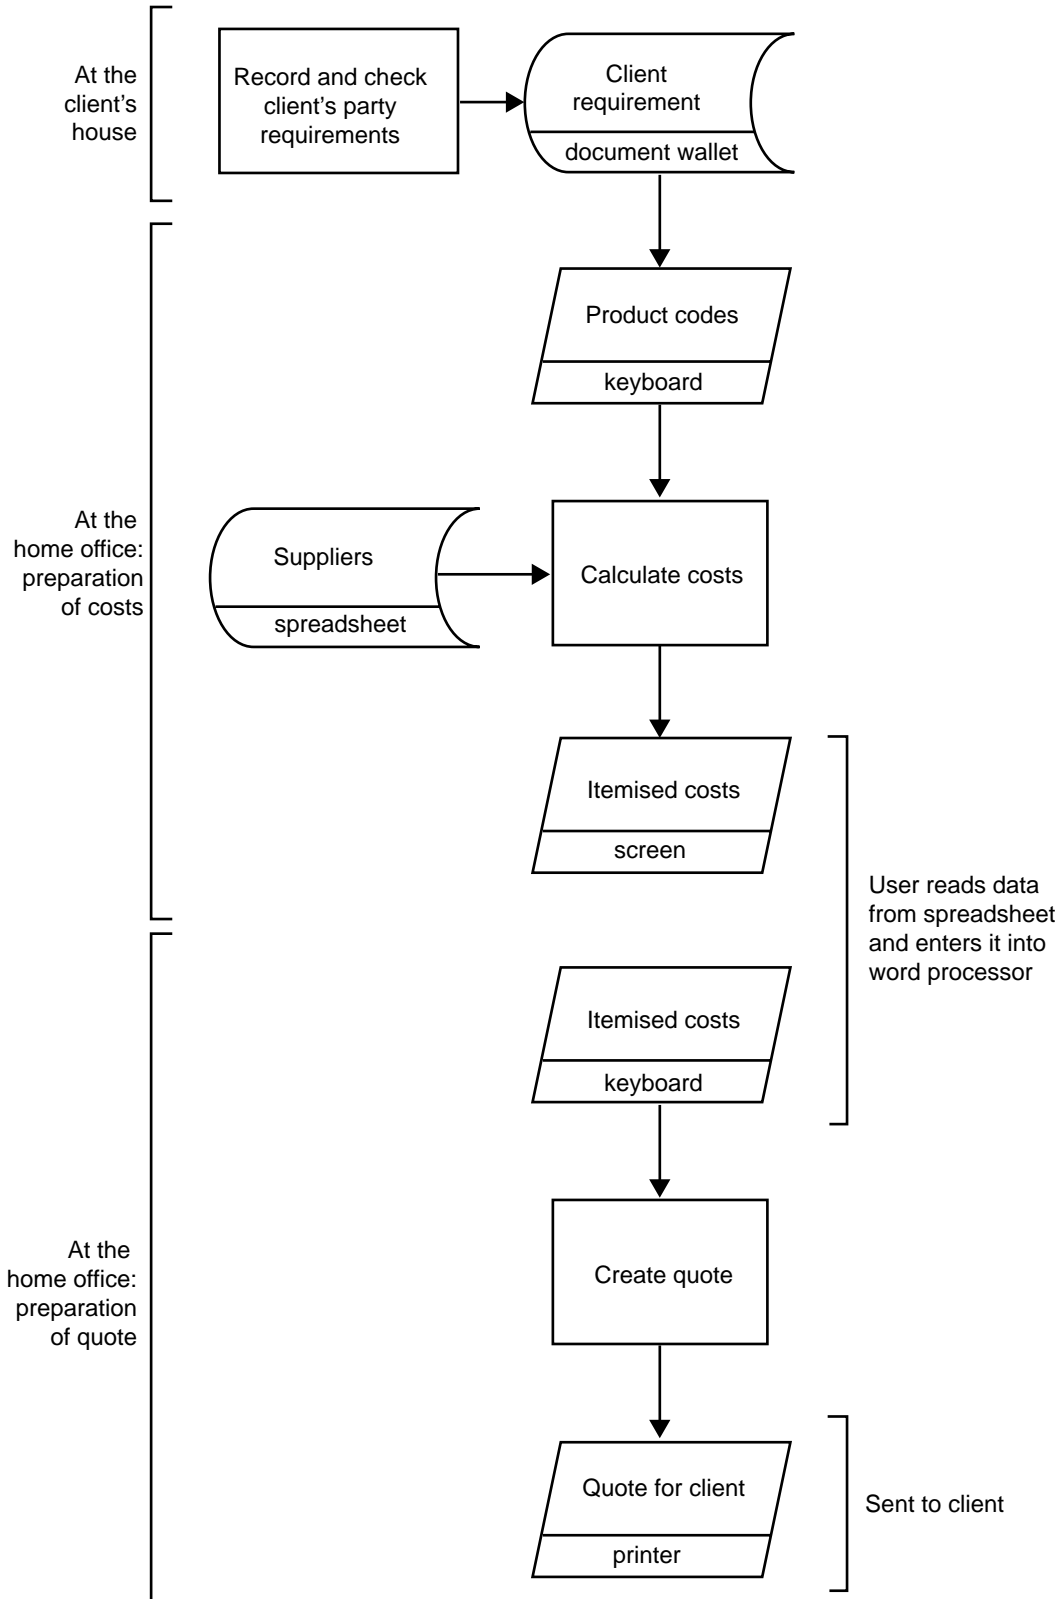 At the
client's
house
Record and check
client's party
requirements
Client
requirement
document wallet
Product codes
keyboard
At the
home office:
preparation
of costs
Suppliers
spreadsheet
Calculate costs
Itemised costs
screen
User reads data
from spreadsheet
and enters it into
word processor
Itemised costs
keyboard
At the
home office:
preparation
of quote
Create quote
Quote for client
printer
Sent to client